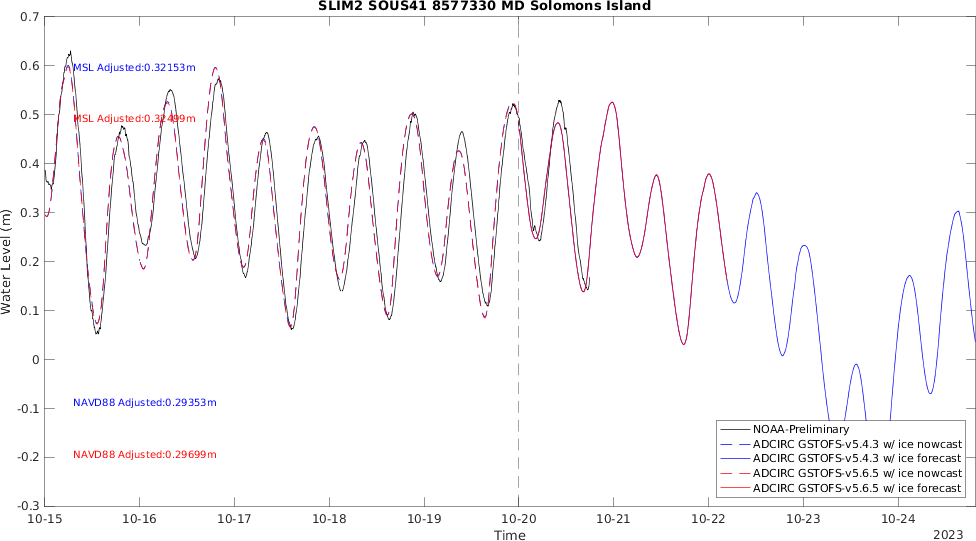 SLIM2 SOUS41 8577330 MD Solomons Island
0.7
0.6
0.5
0.4
0.3
0.2
0.1
0
-0.1
-0.2
-0.3
Water Level (m)
MSL Adjusted:0.32153m
MSL Adjusted:0.32499m
NAVD88 Adjusted:0.29353m
NAVD88 Adjusted:0.29699m
NOAA-Preliminary
ADCIRC GSTOFS-v5.4.3 w/ ice nowcast
ADCIRC GSTOFS-v5.4.3 w/ ice forecast
ADCIRC GSTOFS-v5.6.5 w/ ice nowcast
ADCIRC GSTOFS-v5.6.5 w/ ice forecast
10-15 10-16 10-17 10-18 10-19 10-20 10-21 10-22 10-23 10-24
Time
2023